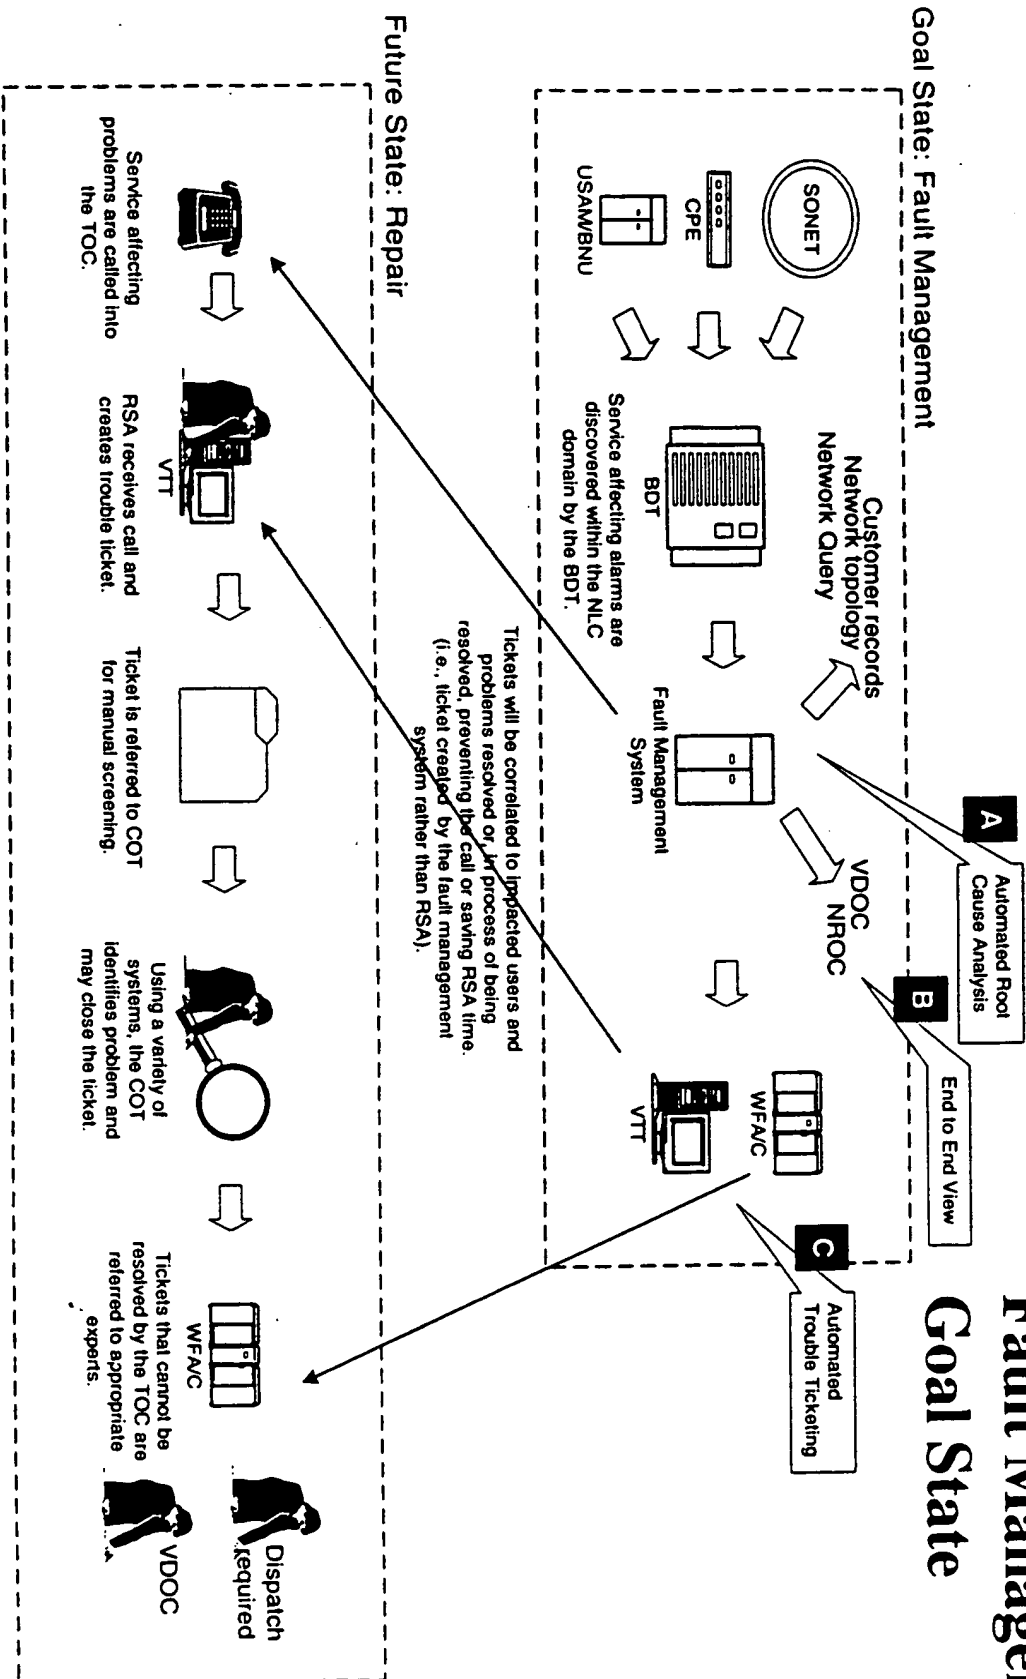 Goal State
Goal State: Fault Management
A
Automated Root
Cause Analysis
B
End to End View
C
Automated
Trouble Ticketing
Customer records
Network topology
Network Query
VDOC
NROC
SONET
CPE
USAM/BNU
BDT
Service affecting alarms are
discovered within the NLC
domain by the BDT.
Fault Management
System
WFA/C
VTT
Tickets will be correlated to impacted users and
problems resolved or, in process of being
resolved, preventing the call or saving RSA time.
(i.e., ticket created by the fault management
system rather than RSA).
Future State: Repair
Service affecting
problems are called into
the TOC.
VTT
RSA receives call and
creates trouble ticket.
Ticket is referred to COT
for manual screening.
Using a variety of
systems, the COT
identifies problem and
may close the ticket.
WFA/C
Tickets that cannot be
resolved by the TOC are
referred to appropriate
experts.
Dispatch
required
VDOC